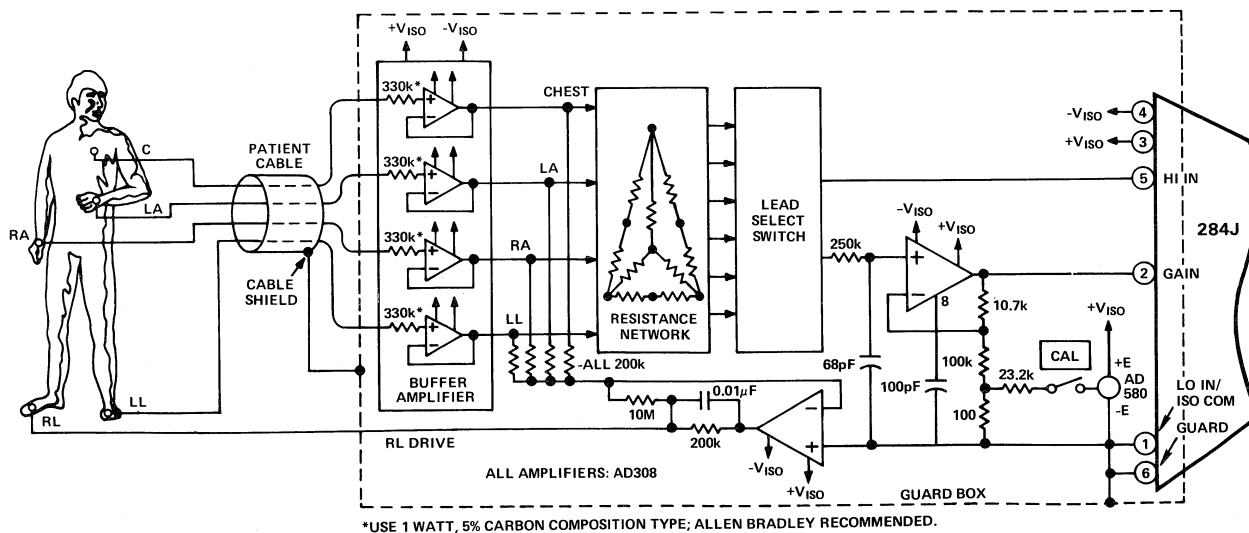 +VISO
-VISO
330k*
+
−
CHEST
C
PATIENT
CABLE
330k*
+
−
LA
LA
RA
330k*
+
−
RA
CABLE
SHIELD
330k*
+
−
LL
BUFFER
AMPLIFIER
RESISTANCE
NETWORK
LEAD
SELECT
SWITCH
-VISO
4
+VISO
3
5
HI IN
284J
-VISO
+VISO
250k
+
−
8
2
GAIN
10.7k
+VISO
-ALL 200k
68pF
100pF
100k
CAL
23.2k
+E
AD
580
-E
100
LO IN/
ISO COM
GUARD
1
6
0.01μF
10M
200k
−
+
-VISO
+VISO
LL
RL
RL DRIVE
ALL AMPLIFIERS: AD308
GUARD BOX
*USE 1 WATT, 5% CARBON COMPOSITION TYPE; ALLEN BRADLEY RECOMMENDED.